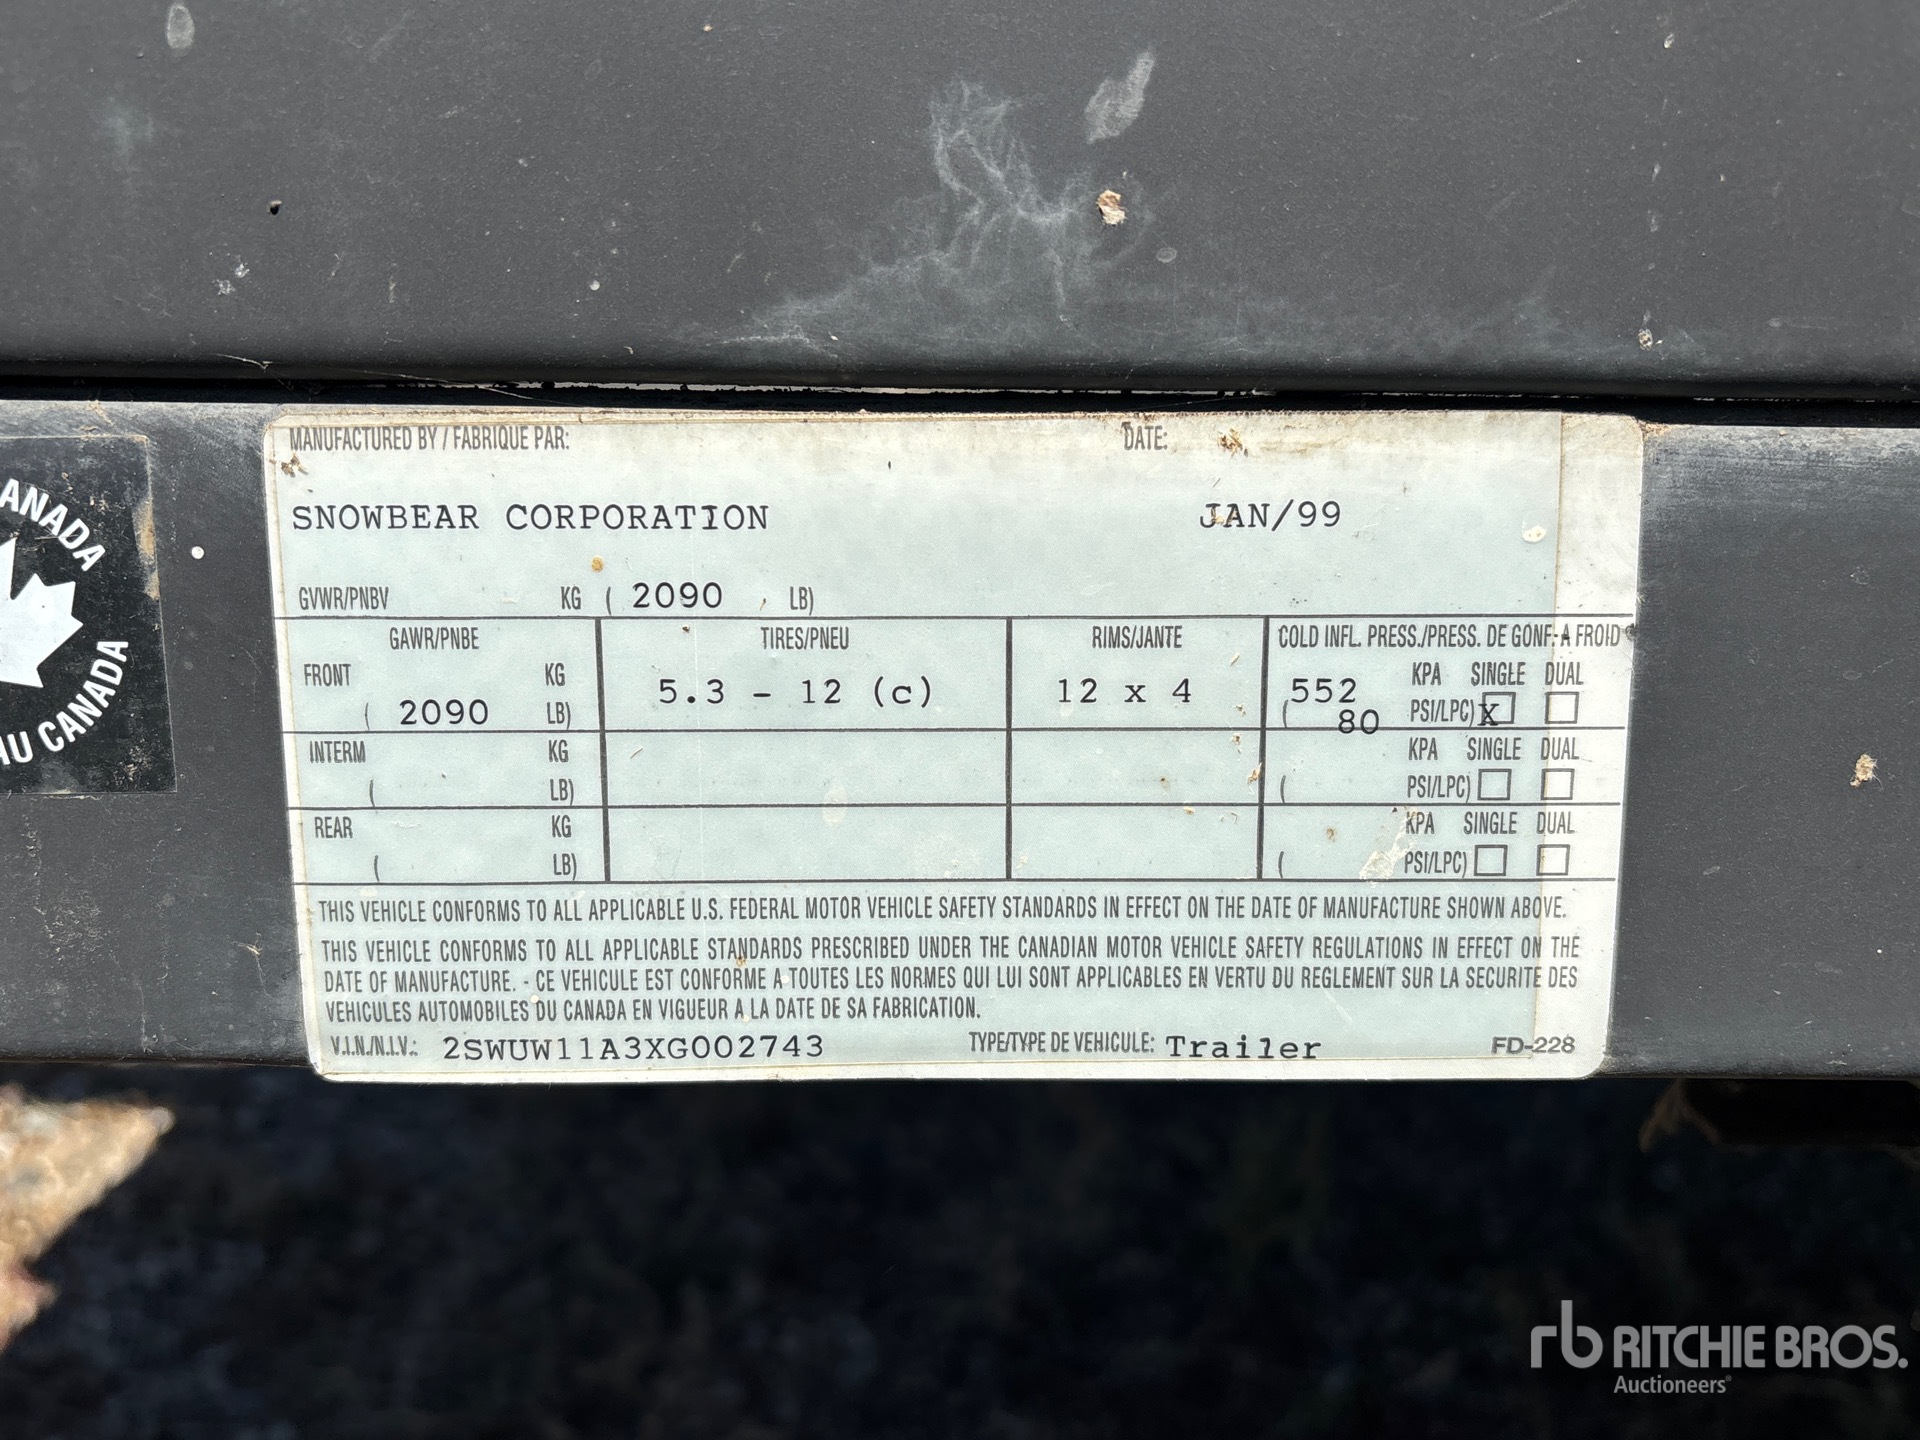 MANUFACTURED BY / FABRIQUE PAR: DATE:
SNOWBEAR CORPORATION JAN/99
GVWR/PNBV KG ( 2090 LB)
GAWR/PNBE TIRES/PNEU RIMS/JANTE COLD INFL. PRESS./PRESS. DE GONF. A FROID
FRONT KG 5.3 - 12 (c) 12 x 4 552 KPA SINGLE DUAL
( 2090 LB) ( 80 PSI/LPC) X
INTERM KG KPA SINGLE DUAL
( LB) ( PSI/LPC)
REAR KG KPA SINGLE DUAL
( LB) ( PSI/LPC)
THIS VEHICLE CONFORMS TO ALL APPLICABLE U.S. FEDERAL MOTOR VEHICLE SAFETY STANDARDS IN EFFECT ON THE DATE OF MANUFACTURE SHOWN ABOVE.
THIS VEHICLE CONFORMS TO ALL APPLICABLE STANDARDS PRESCRIBED UNDER THE CANADIAN MOTOR VEHICLE SAFETY REGULATIONS IN EFFECT ON THE
DATE OF MANUFACTURE. - CE VEHICULE EST CONFORME A TOUTES LES NORMES QUI LUI SONT APPLICABLES EN VERTU DU REGLEMENT SUR LA SECURITE DES
VEHICULES AUTOMOBILES DU CANADA EN VIGUEUR A LA DATE DE SA FABRICATION.
V.I.N./N.I.V.: 2SWUW11A3XG002743 TYPE/TYPE DE VEHICULE: Trailer FD-228
ANADA
AU CANADA
rb RITCHIE BROS.
Auctioneers